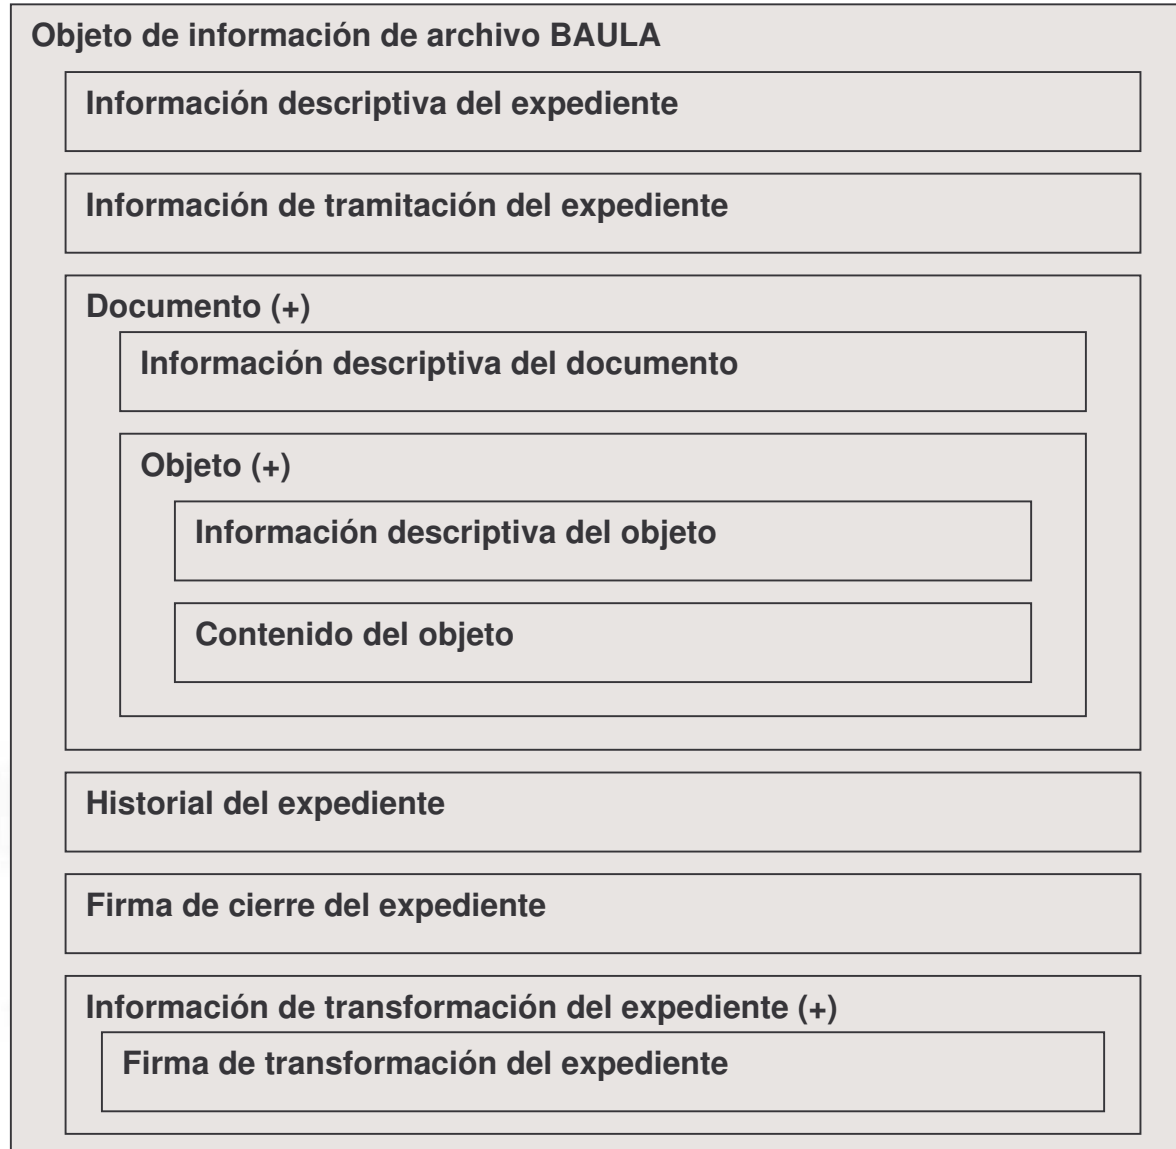 Objeto de información de archivo BAULA
Información descriptiva del expediente
Información de tramitación del expediente
Documento (+)
Información descriptiva del documento
Objeto (+)
Información descriptiva del objeto
Contenido del objeto
Historial del expediente
Firma de cierre del expediente
Información de transformación del expediente (+)
Firma de transformación del expediente